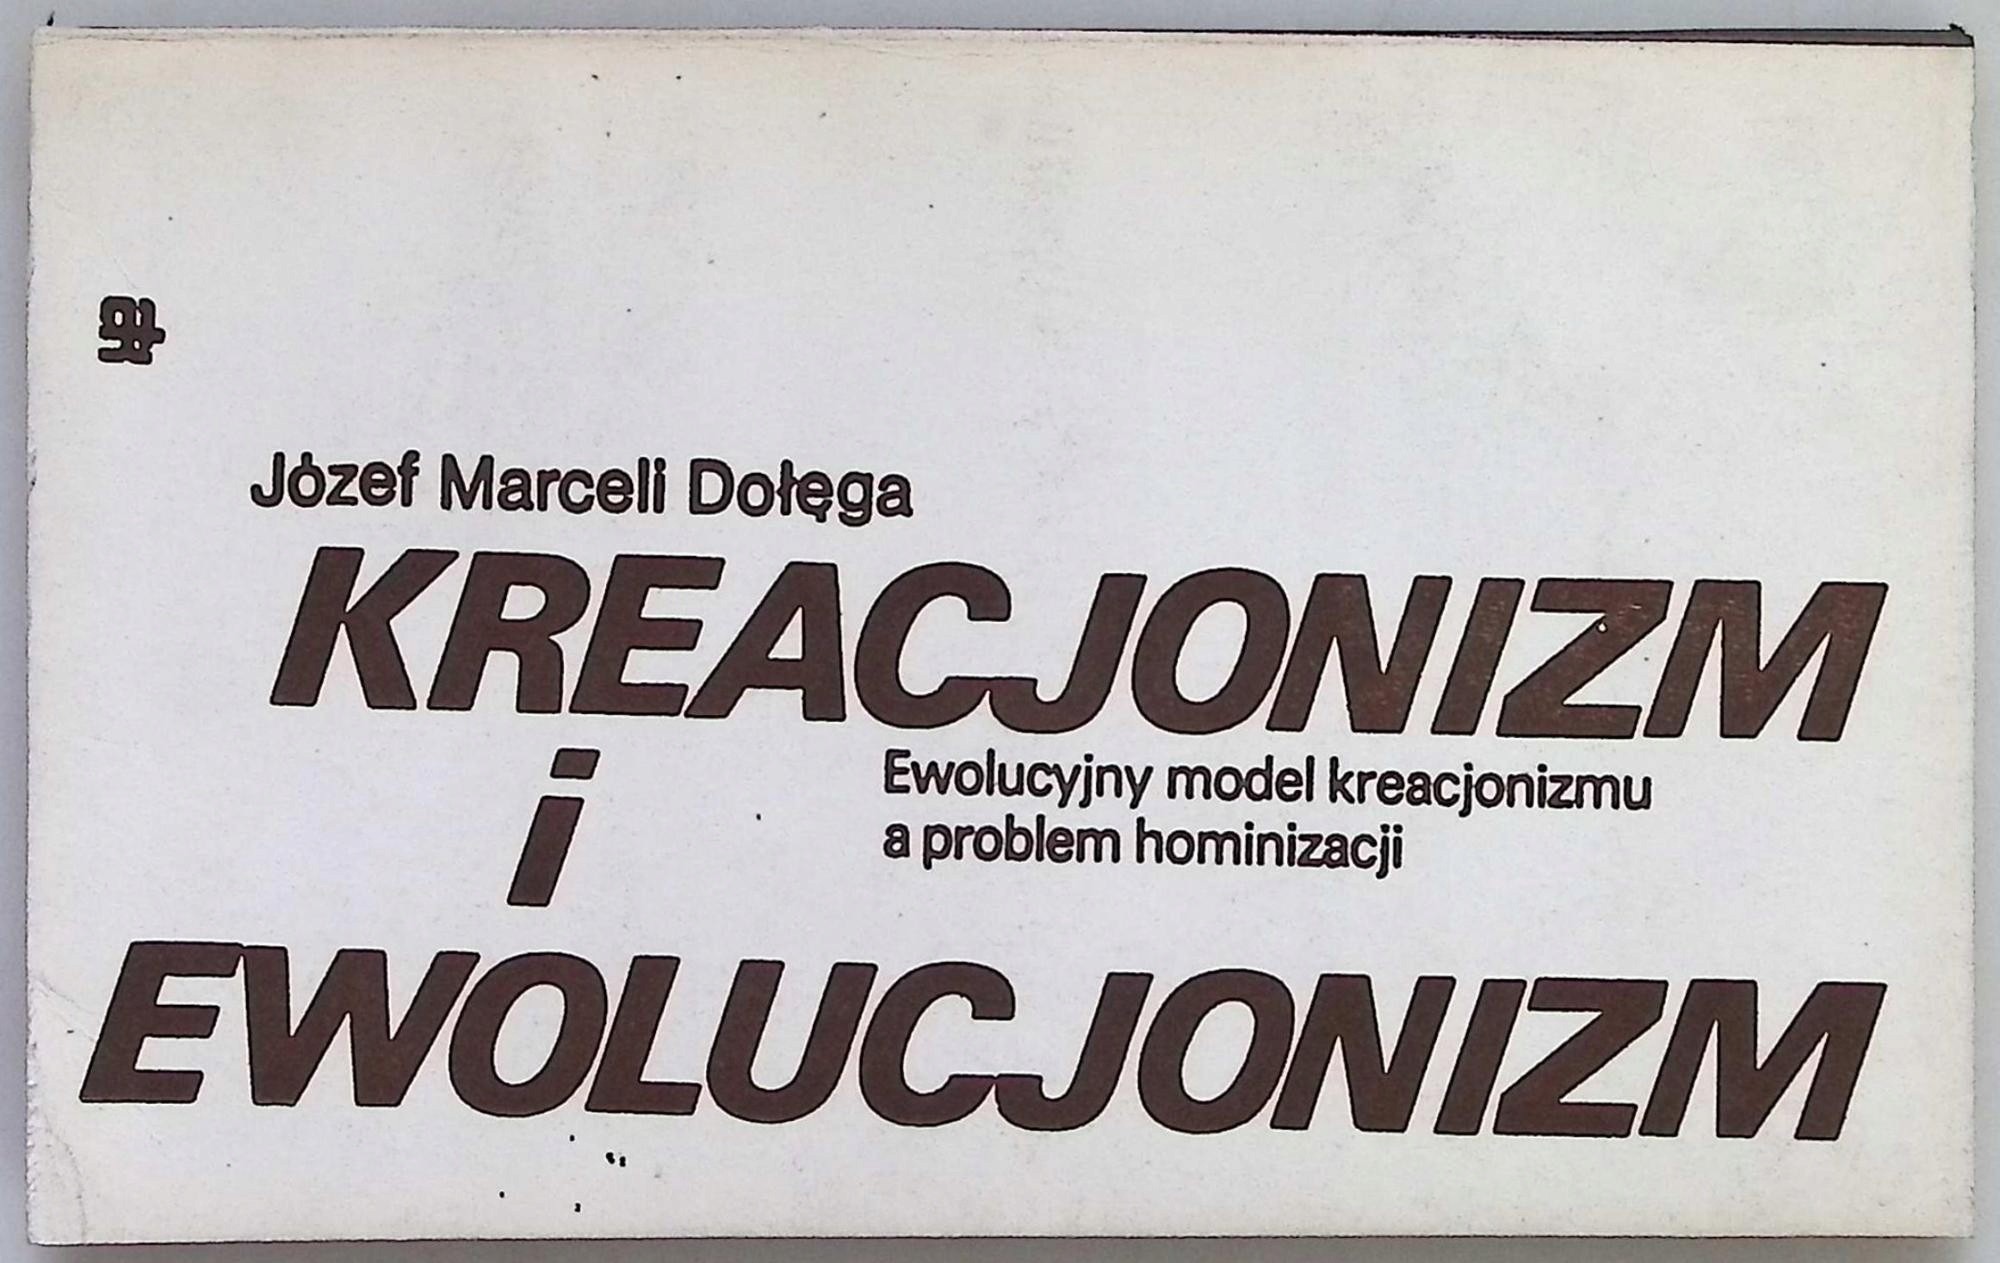 Józef Marceli Dołęga
KREACJONIZM
i
Ewolucyjny model kreacjonizmu
a problem hominizacji
EWOLUCJONIZM